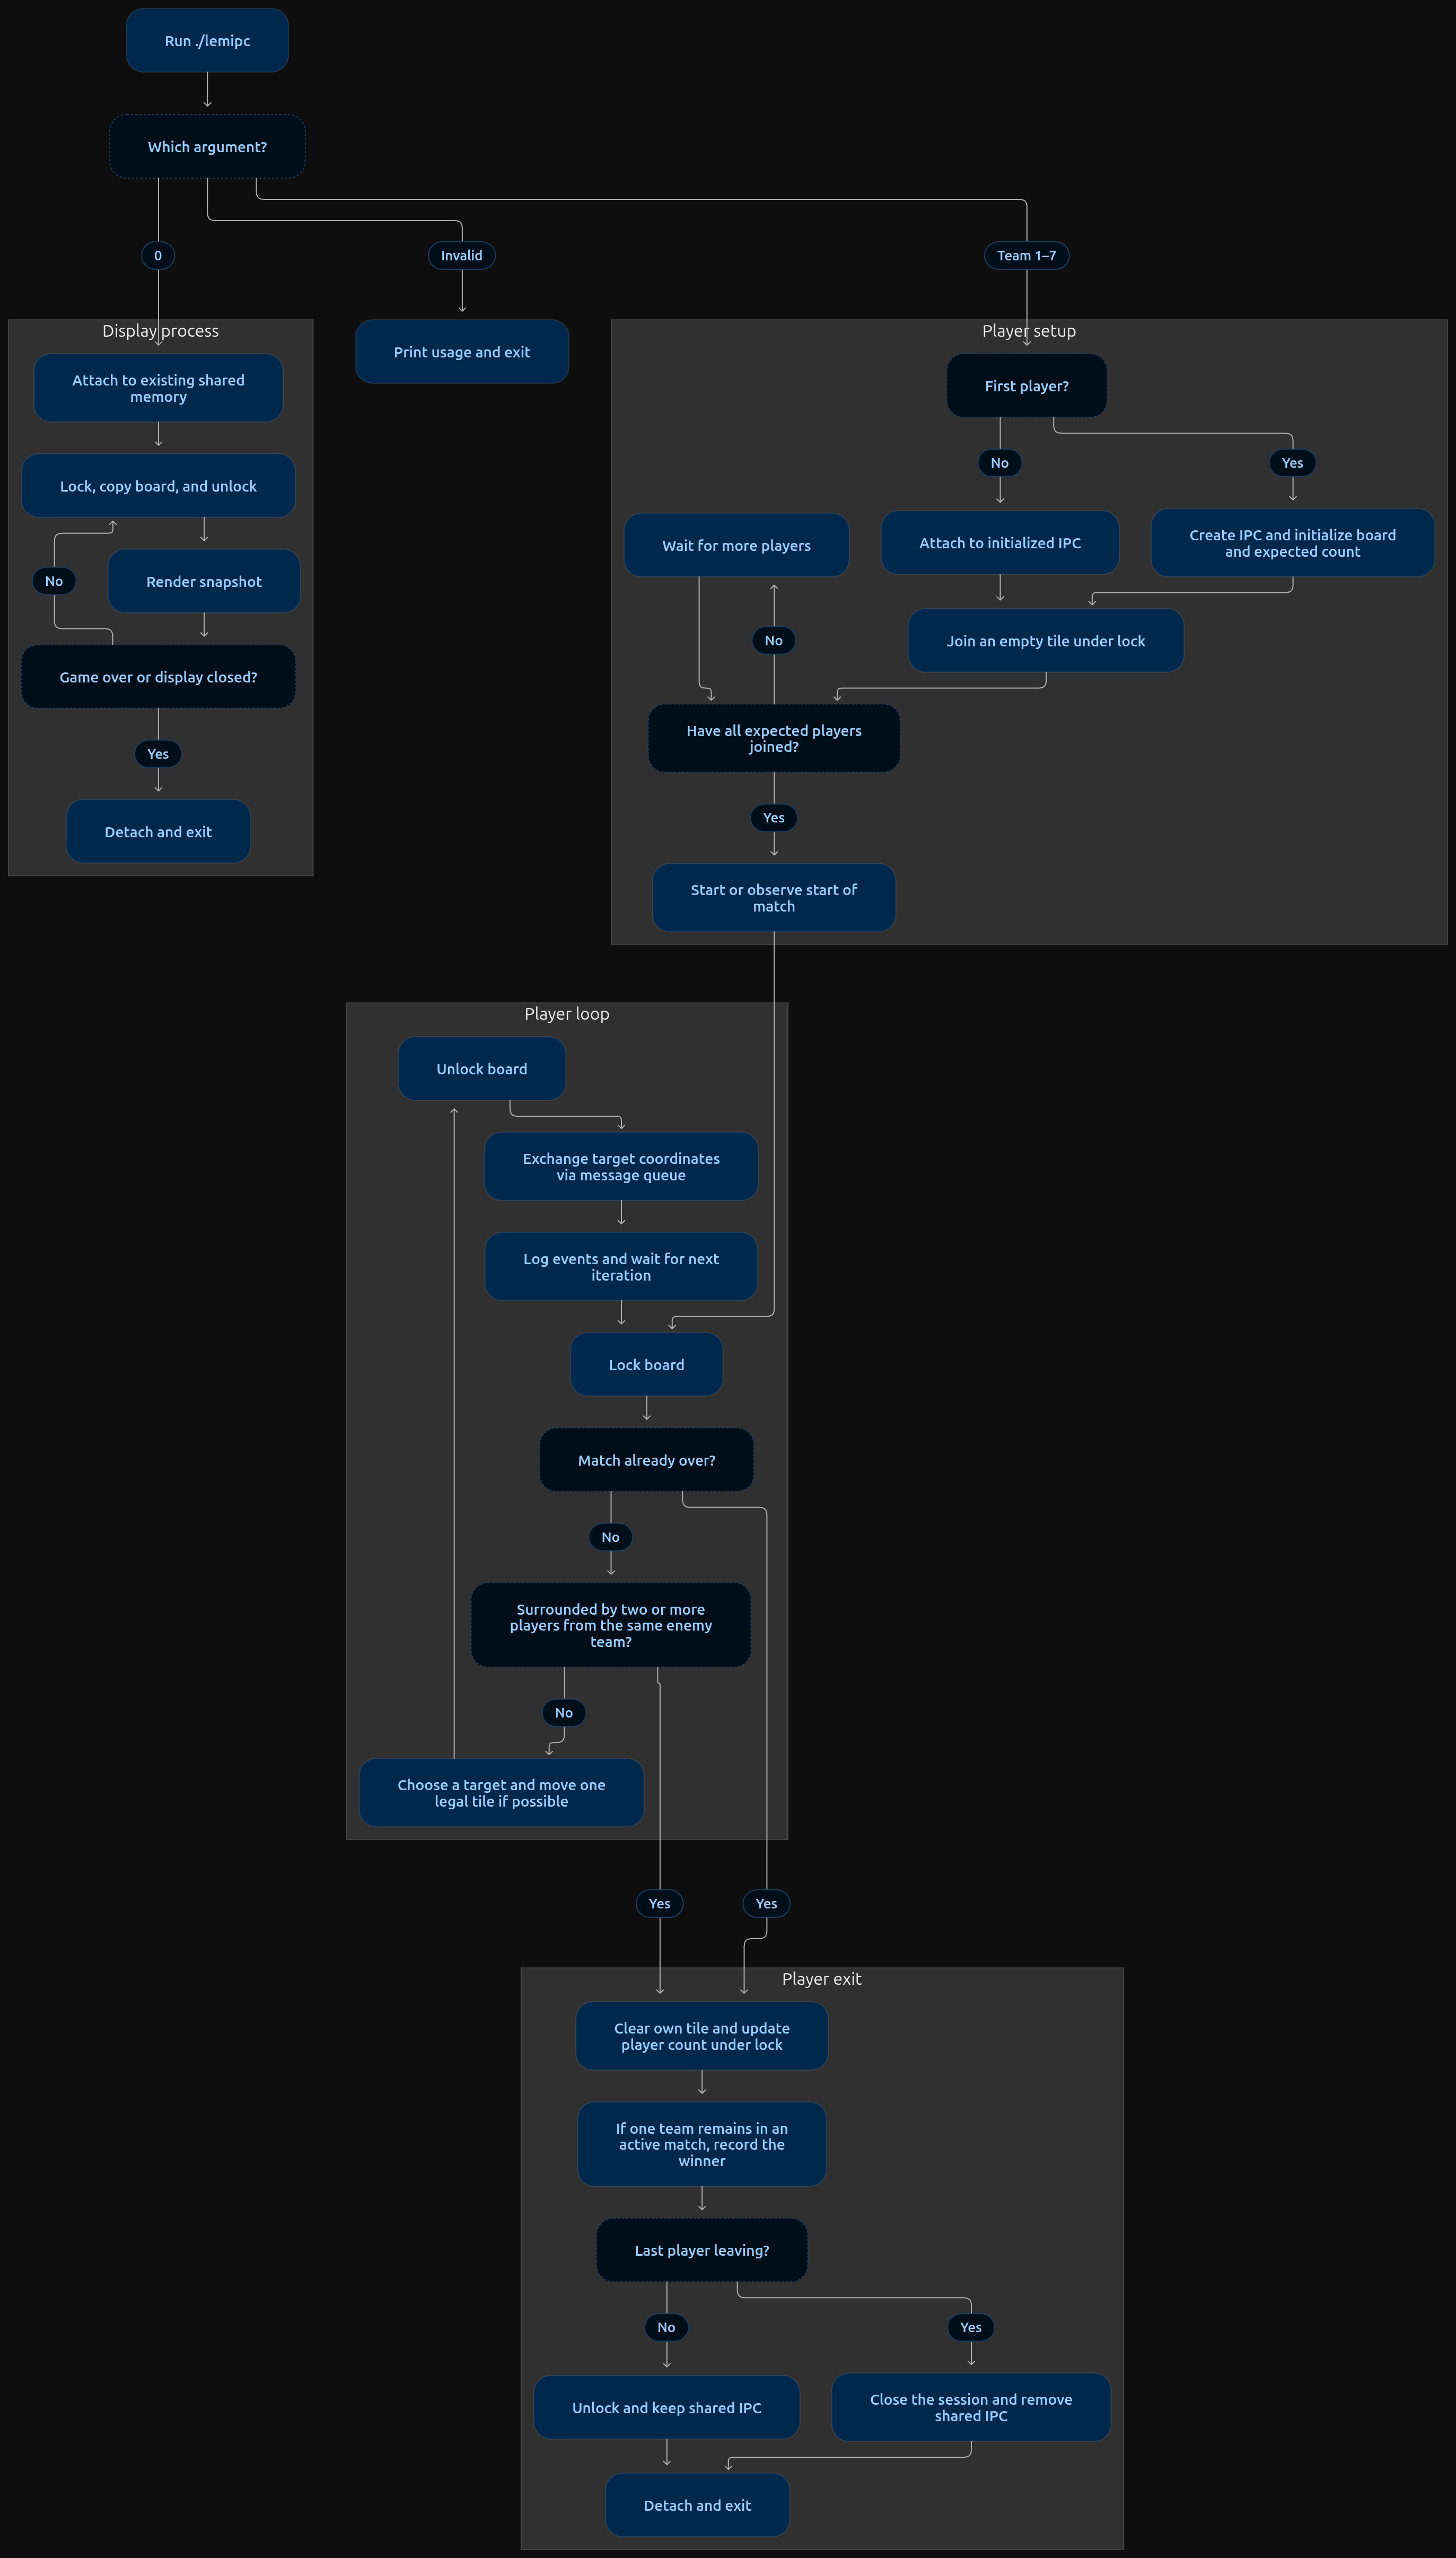 Run ./lemipc
Which argument?
0
Invalid
Team 1–7
Display process
Attach to existing shared
memory
Lock, copy board, and unlock
No
Render snapshot
Game over or display closed?
Yes
Detach and exit
Print usage and exit
Player setup
First player?
No
Yes
Wait for more players
Attach to initialized IPC
Create IPC and initialize board
and expected count
No
Join an empty tile under lock
Have all expected players
joined?
Yes
Start or observe start of
match
Player loop
Unlock board
Exchange target coordinates
via message queue
Log events and wait for next
iteration
Lock board
Match already over?
No
Surrounded by two or more
players from the same enemy
team?
No
Choose a target and move one
legal tile if possible
Yes
Yes
Player exit
Clear own tile and update
player count under lock
If one team remains in an
active match, record the
winner
Last player leaving?
No
Yes
Unlock and keep shared IPC
Close the session and remove
shared IPC
Detach and exit